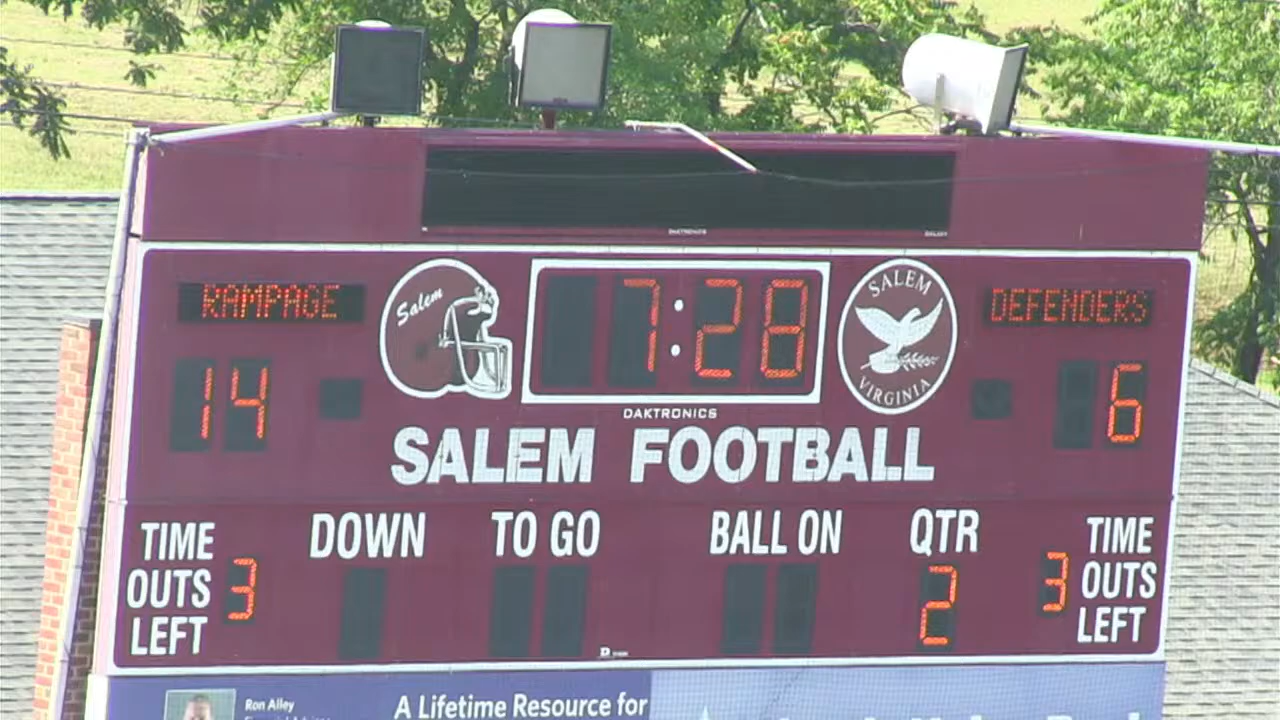 DAKTRONICS
RAMPAGE
Salem
7:28
SALEM
VIRGINIA
DEFENDERS
14
6
DAKTRONICS
SALEM FOOTBALL
TIME OUTS LEFT 3
DOWN
TO GO
BALL ON
QTR 2
3 TIME OUTS LEFT
Ron Alley
A Lifetime Resource for